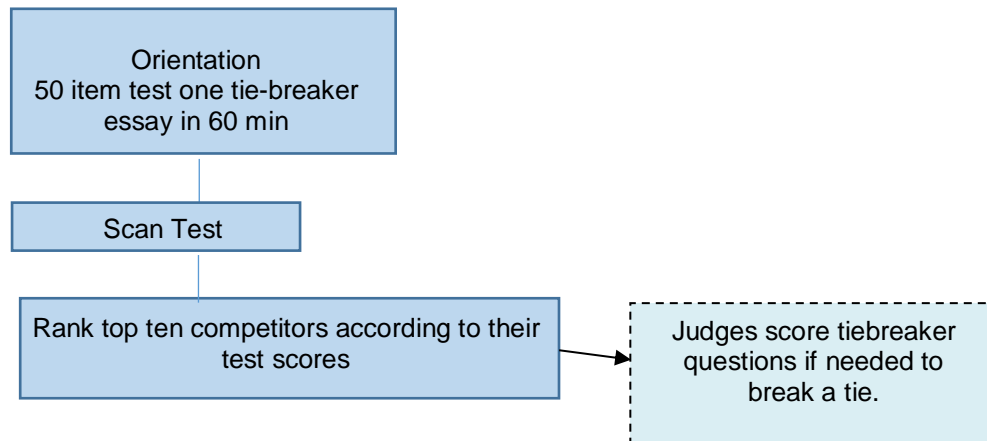 Orientation
50 item test one tie-breaker
essay in 60 min
Scan Test
Rank top ten competitors according to their
test scores
Judges score tiebreaker
questions if needed to
break a tie.